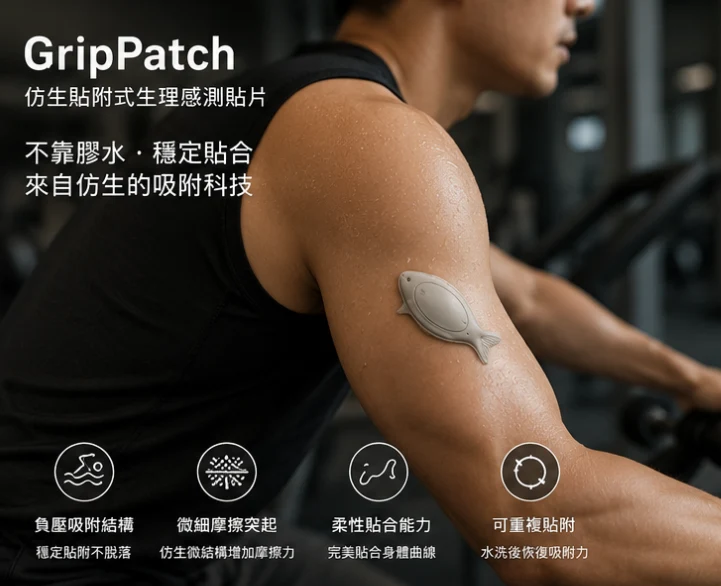 GripPatch
仿生貼附式生理感測貼片
不靠膠水·穩定貼合
來自仿生的吸附科技
負壓吸附結構
穩定貼附不脫落
微細摩擦突起
仿生微結構增加摩擦力
柔性貼合能力
完美貼合身體曲線
可重複貼附
水洗後恢復吸附力